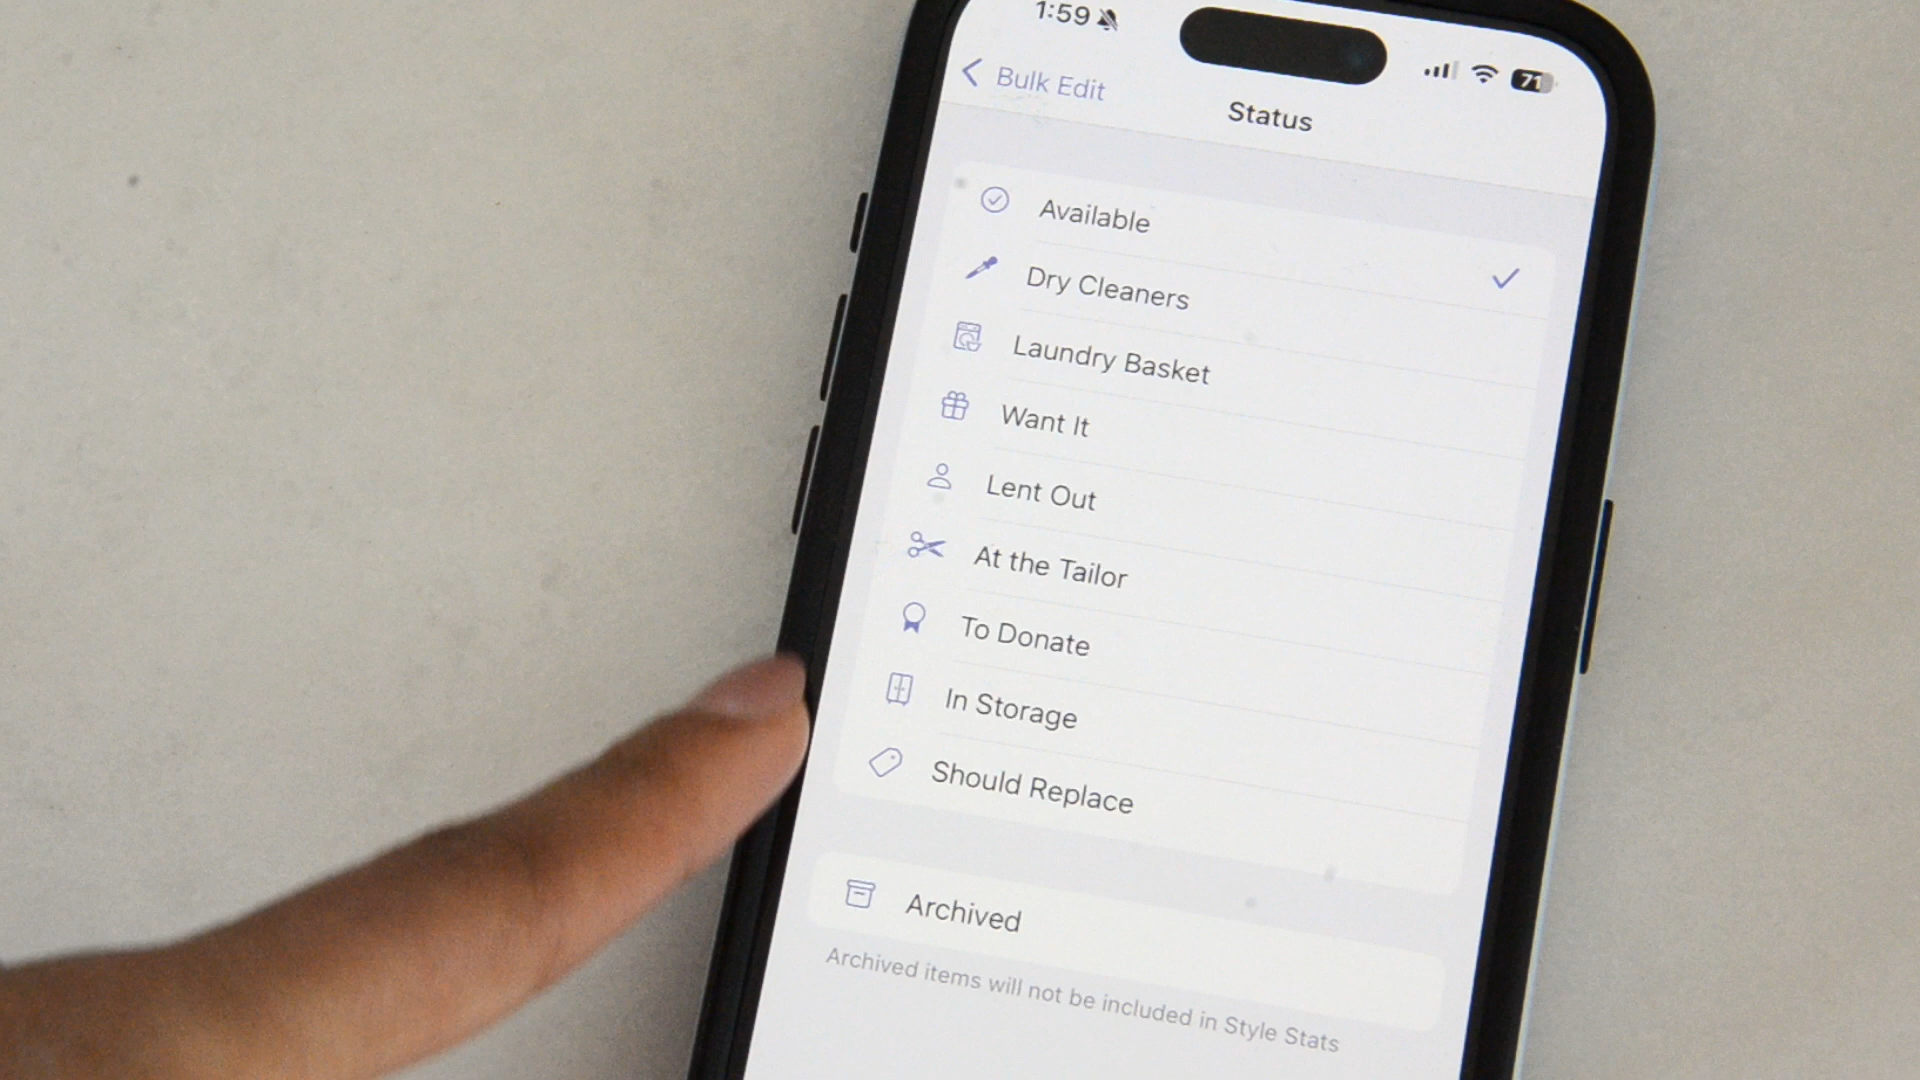 1:59
71
Bulk Edit
Status
Available
Dry Cleaners
Laundry Basket
Want It
Lent Out
At the Tailor
To Donate
In Storage
Should Replace
Archived
Archived items will not be included in Style Stats